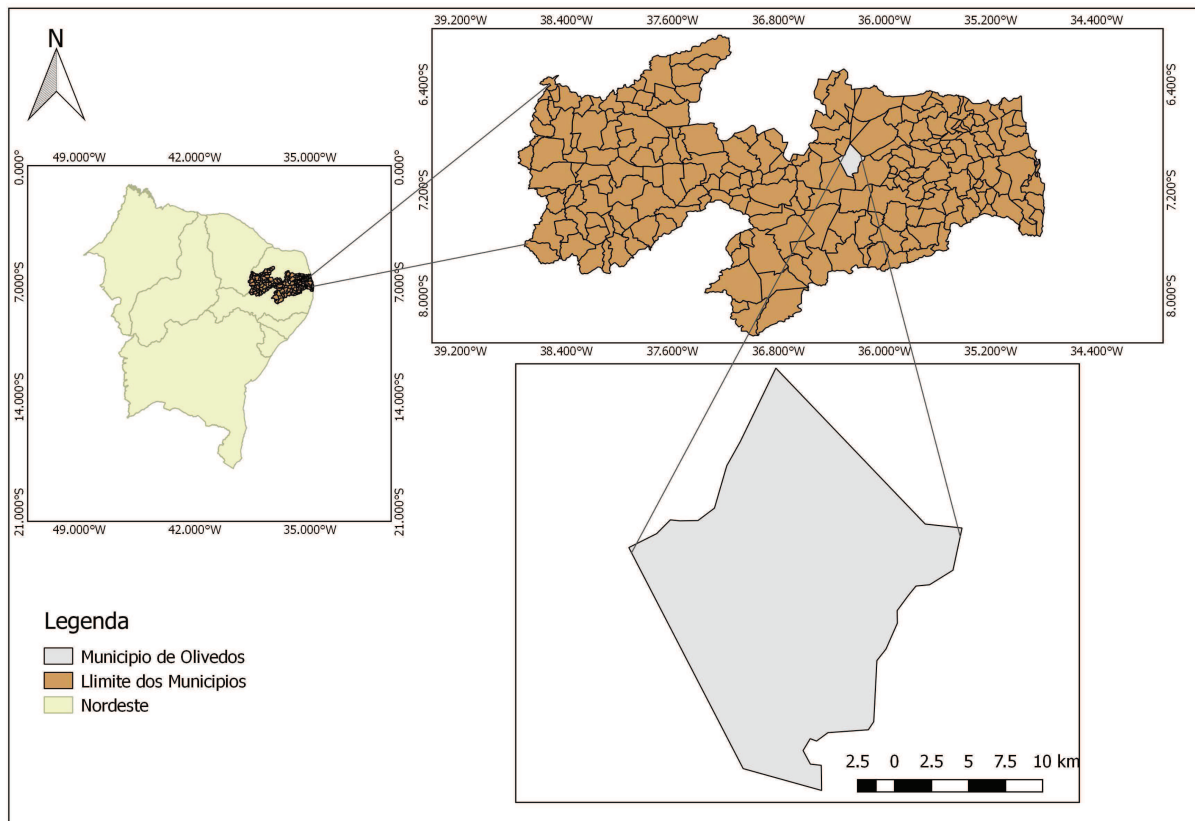 N
39.200°W 38.400°W 37.600°W 36.800°W 36.000°W 35.200°W 34.400°W
6.400°S 7.200°S 8.000°S
6.400°S 7.200°S 8.000°S
39.200°W 38.400°W 37.600°W 36.800°W 36.000°W 35.200°W 34.400°W
49.000°W 42.000°W 35.000°W
0.000° 7.000°S 14.000°S 21.000°S
0.000° 7.000°S 14.000°S 21.000°S
49.000°W 42.000°W 35.000°W
Legenda
Municipio de Olivedos
Llimite dos Municipios
Nordeste
2.5 0 2.5 5 7.5 10 km